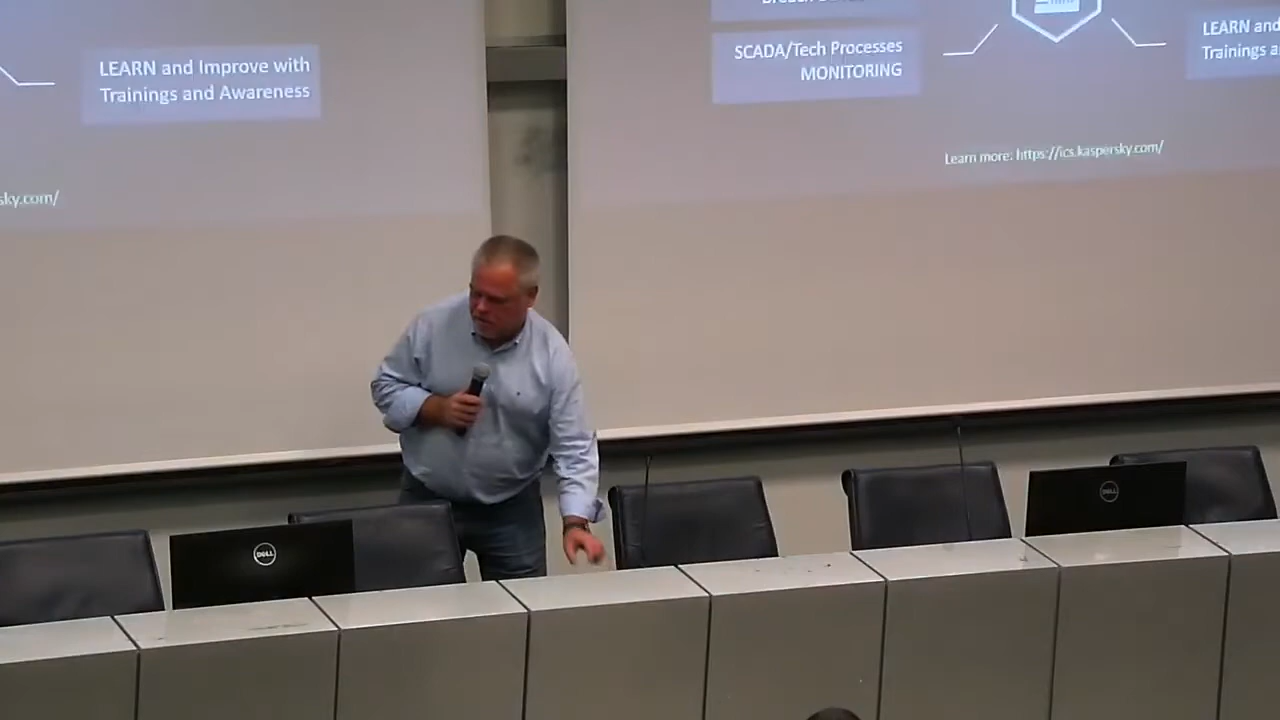 LEARN and Improve with
Trainings and Awareness
sky.com/
SCADA/Tech Processes
MONITORING
LEARN and
Trainings a
Learn more: https://ics.kaspersky.com/
DELL
DELL